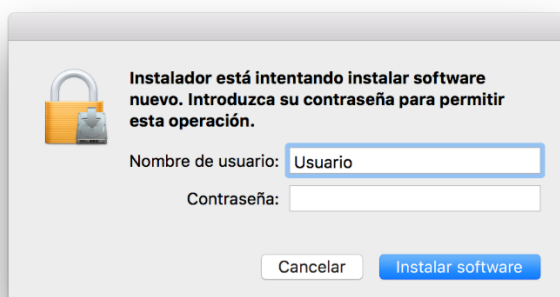 Instalador está intentando instalar software
nuevo. Introduzca su contraseña para permitir
esta operación.
Nombre de usuario: Usuario
Contraseña:
Cancelar Instalar software